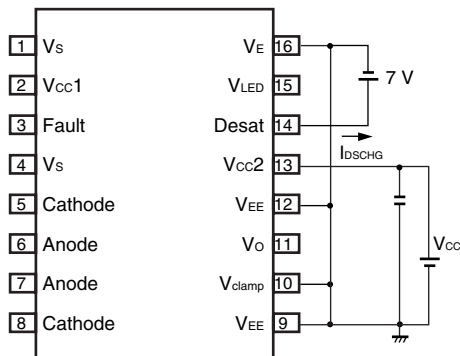 1 VS VE 16
2 VCC1 VLED 15
3 Fault Desat 14
4 VS VCC2 13
5 Cathode VEE 12
6 Anode VO 11
7 Anode Vclamp 10
8 Cathode VEE 9
7 V
IDSCHG
VCC